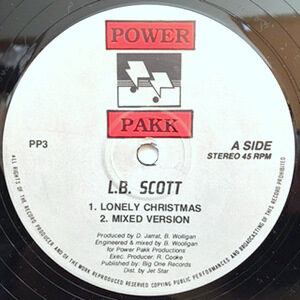 POWER
PAKK
PP3
A SIDE
STEREO 45 RPM
L.B. SCOTT
1. LONELY CHRISTMAS
2. MIXED VERSION
Produced by D. Jarrat, B. Wolligan
Engineered & mixed by B. Wooligan
for Power Pakk Productions
Exec. Producer: R. Cooke
Published by: Big One Records
Dist. by Jet Star
ALL RIGHTS OF THE RECORD PRODUCER AND OF THE OWNER OF THE WORK REPRODUCED RESERVED COPYING PUBLIC PERFORMANCES AND BROADCASTING OF THIS RECORD PROHIBITED